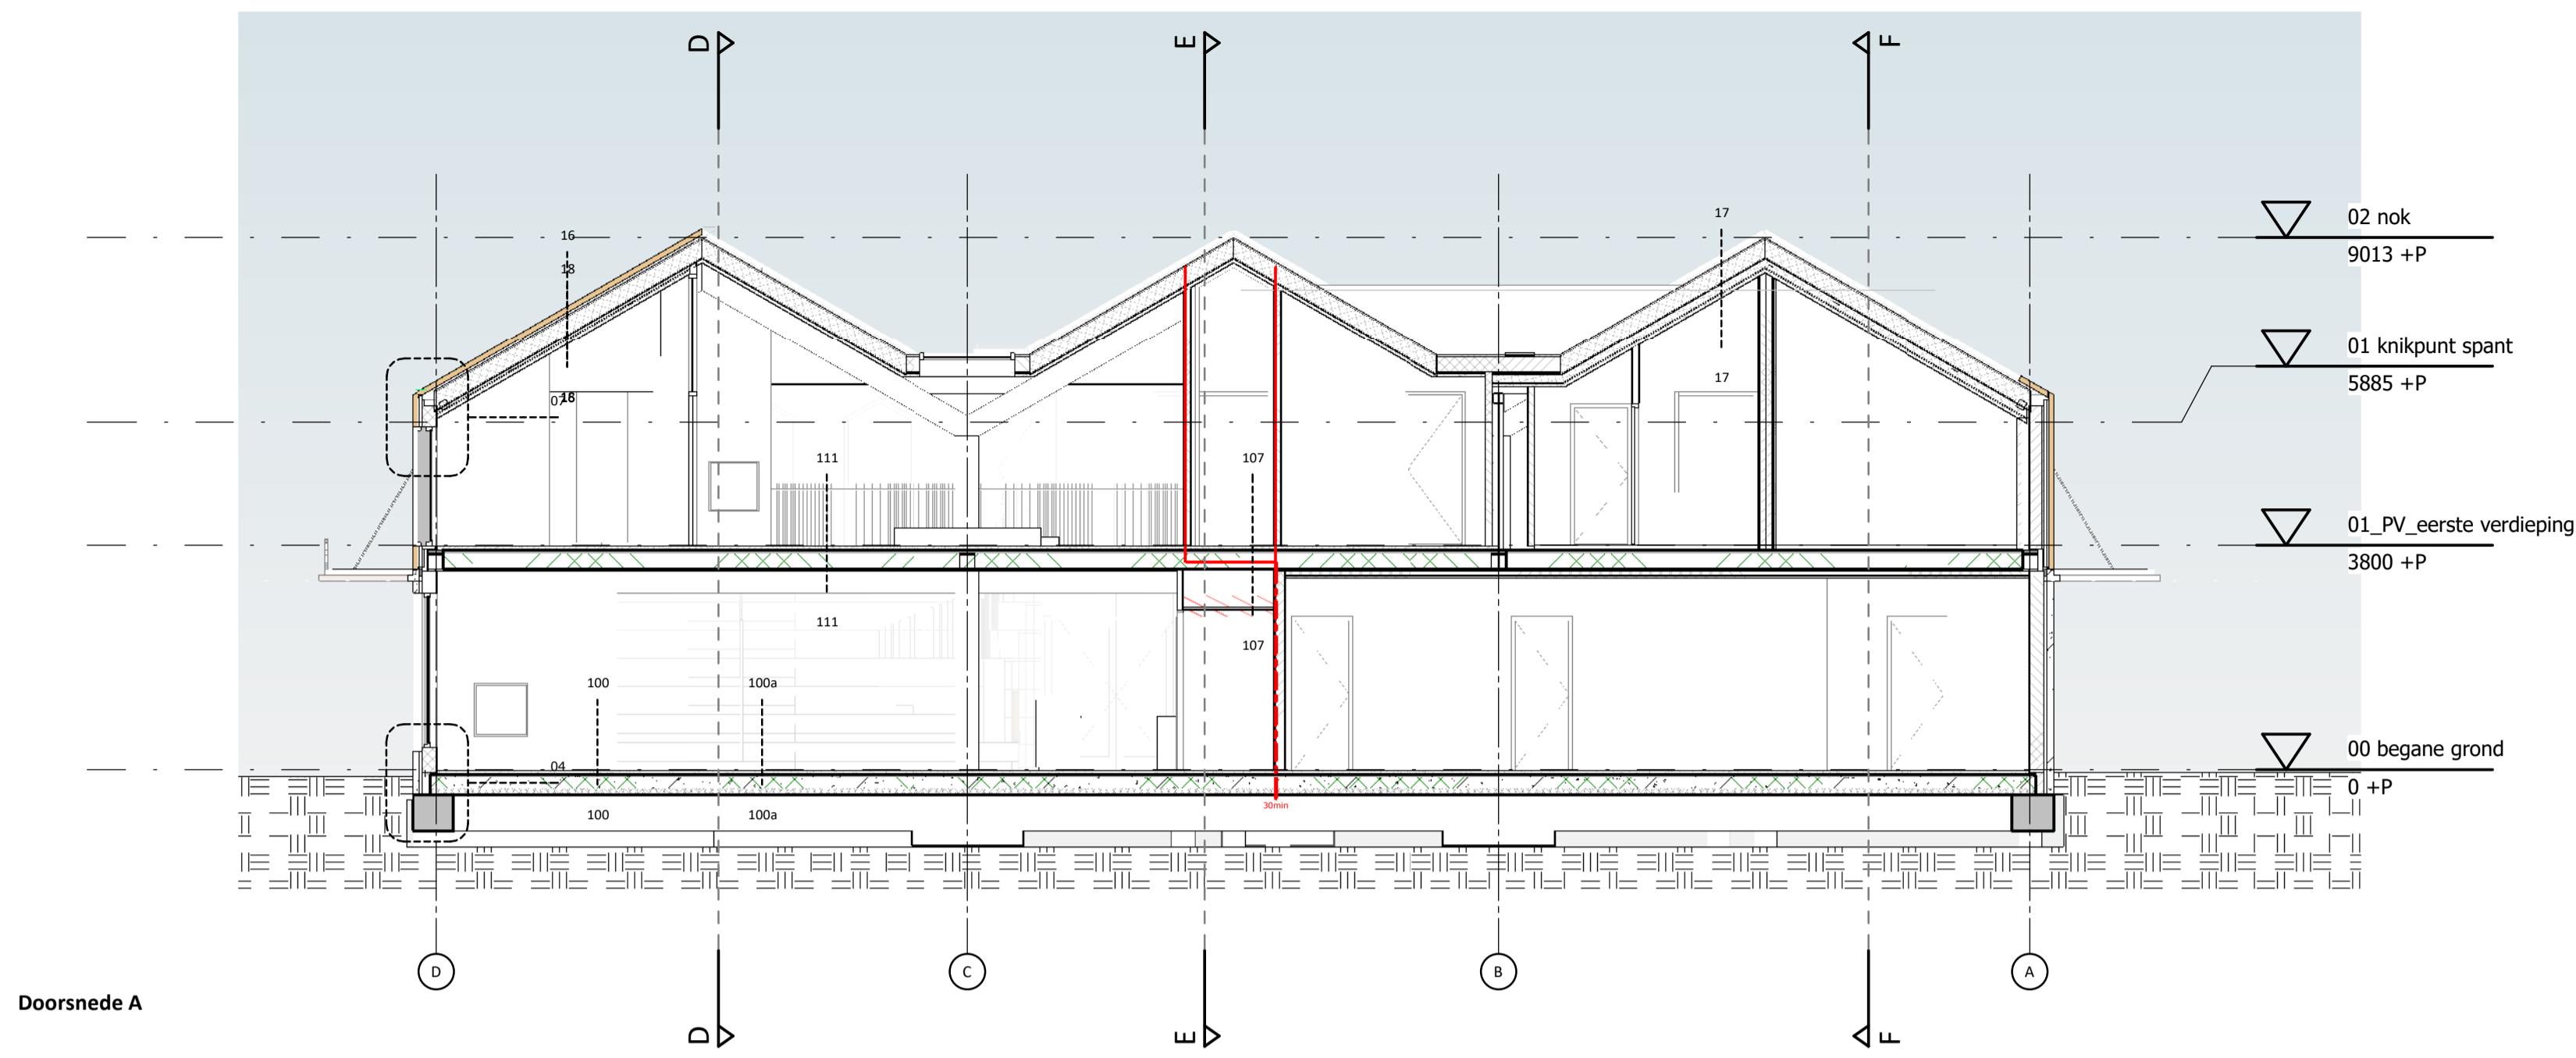 D
E
F
17
02 nok
16
9013 +P
18
01 knikpunt spant
17
5885 +P
07
111
107
01_PV_eerste verdieping
3800 +P
111
107
100
100a
00 begane grond
04
0 +P
30min
100
100a
D
C
B
A
Doorsnede A
D
E
F